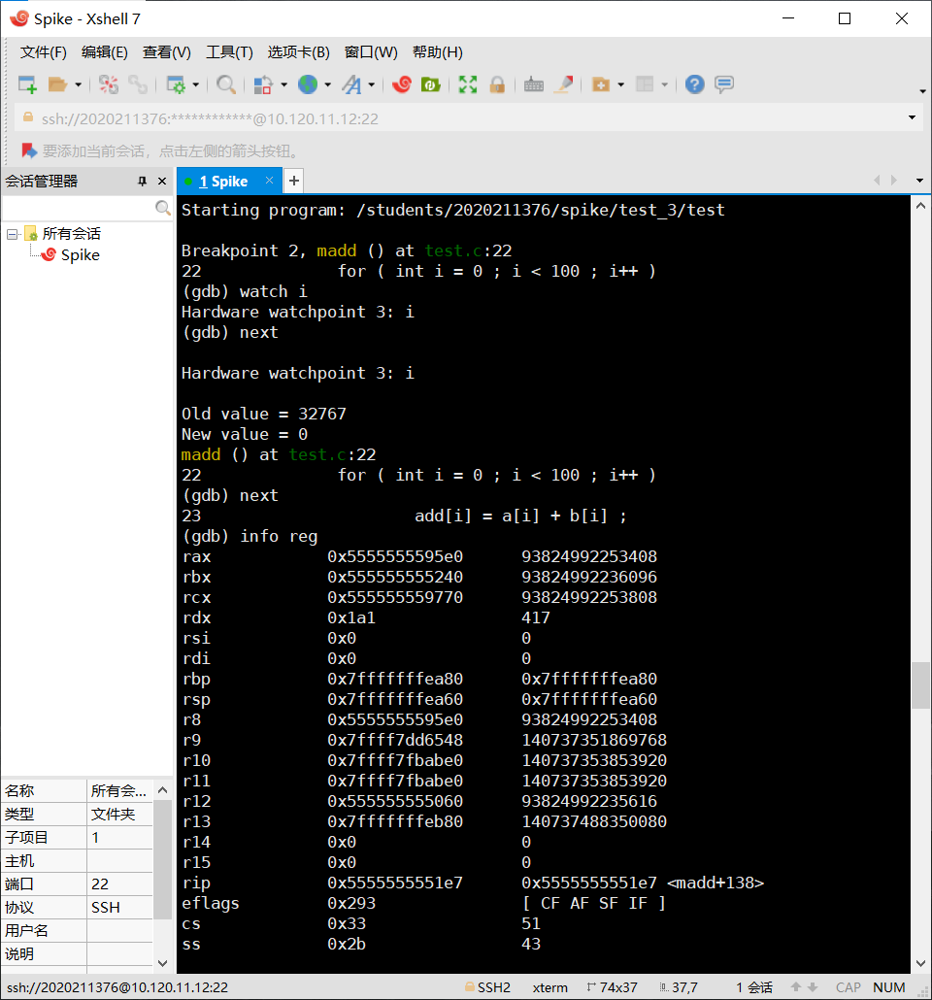 Spike - Xshell 7
文件(F) 编辑(E) 查看(V) 工具(T) 选项卡(B) 窗口(W) 帮助(H)
ssh://2020211376:************@10.120.11.12:22
要添加当前会话，点击左侧的箭头按钮。
会话管理器
1 Spike
所有会话
Spike
Starting program: /students/2020211376/spike/test_3/test
Breakpoint 2, madd () at test.c:22
22              for ( int i = 0 ; i < 100 ; i++ )
(gdb) watch i
Hardware watchpoint 3: i
(gdb) next
Hardware watchpoint 3: i
Old value = 32767
New value = 0
madd () at test.c:22
22              for ( int i = 0 ; i < 100 ; i++ )
(gdb) next
23                      add[i] = a[i] + b[i] ;
(gdb) info reg
rax            0x5555555595e0      93824992253408
rbx            0x555555555240      93824992236096
rcx            0x555555559770      93824992253808
rdx            0x1a1               417
rsi            0x0                 0
rdi            0x0                 0
rbp            0x7fffffffea80      0x7fffffffea80
rsp            0x7fffffffea60      0x7fffffffea60
r8             0x5555555595e0      93824992253408
r9             0x7ffff7dd6548      140737351869768
r10            0x7ffff7fbabe0      140737353853920
r11            0x7ffff7fbabe0      140737353853920
r12            0x555555555060      93824992235616
r13            0x7fffffffeb80      140737488350080
r14            0x0                 0
r15            0x0                 0
rip            0x5555555551e7      0x5555555551e7 <madd+138>
eflags         0x293               [ CF AF SF IF ]
cs             0x33                51
ss             0x2b                43
名称 所有会...
类型 文件夹
子项目 1
主机
端口 22
协议 SSH
用户名
说明
ssh://2020211376@10.120.11.12:22 SSH2 xterm 74x37 37,7 1 会话 CAP NUM